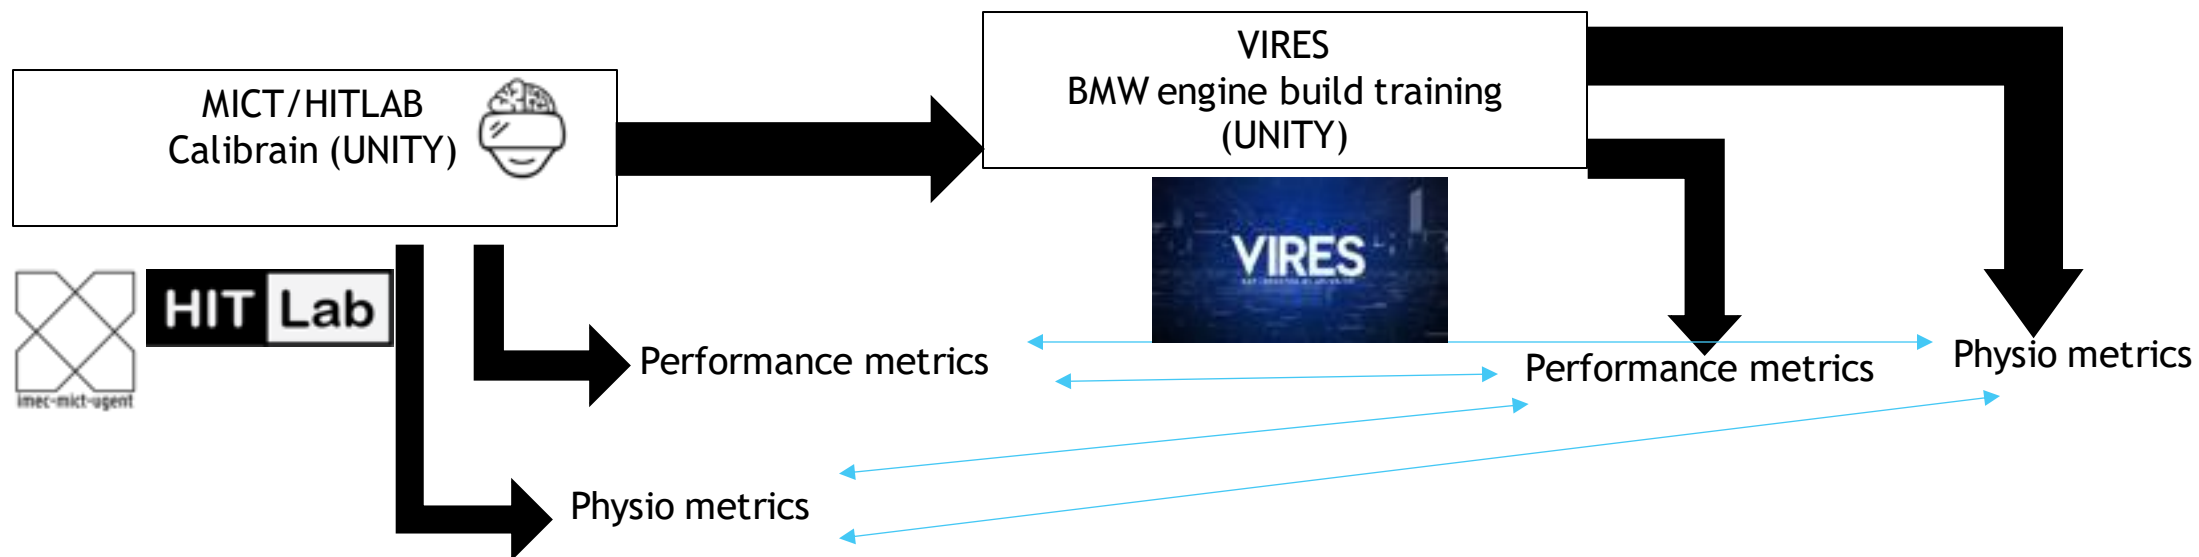 VIRES
BMW engine build training
(UNITY)
MICT/HITLAB
Calibrain (UNITY)
VIRES
HIT Lab
imec-mict-ugent
Performance metrics
Performance metrics
Physio metrics
Physio metrics